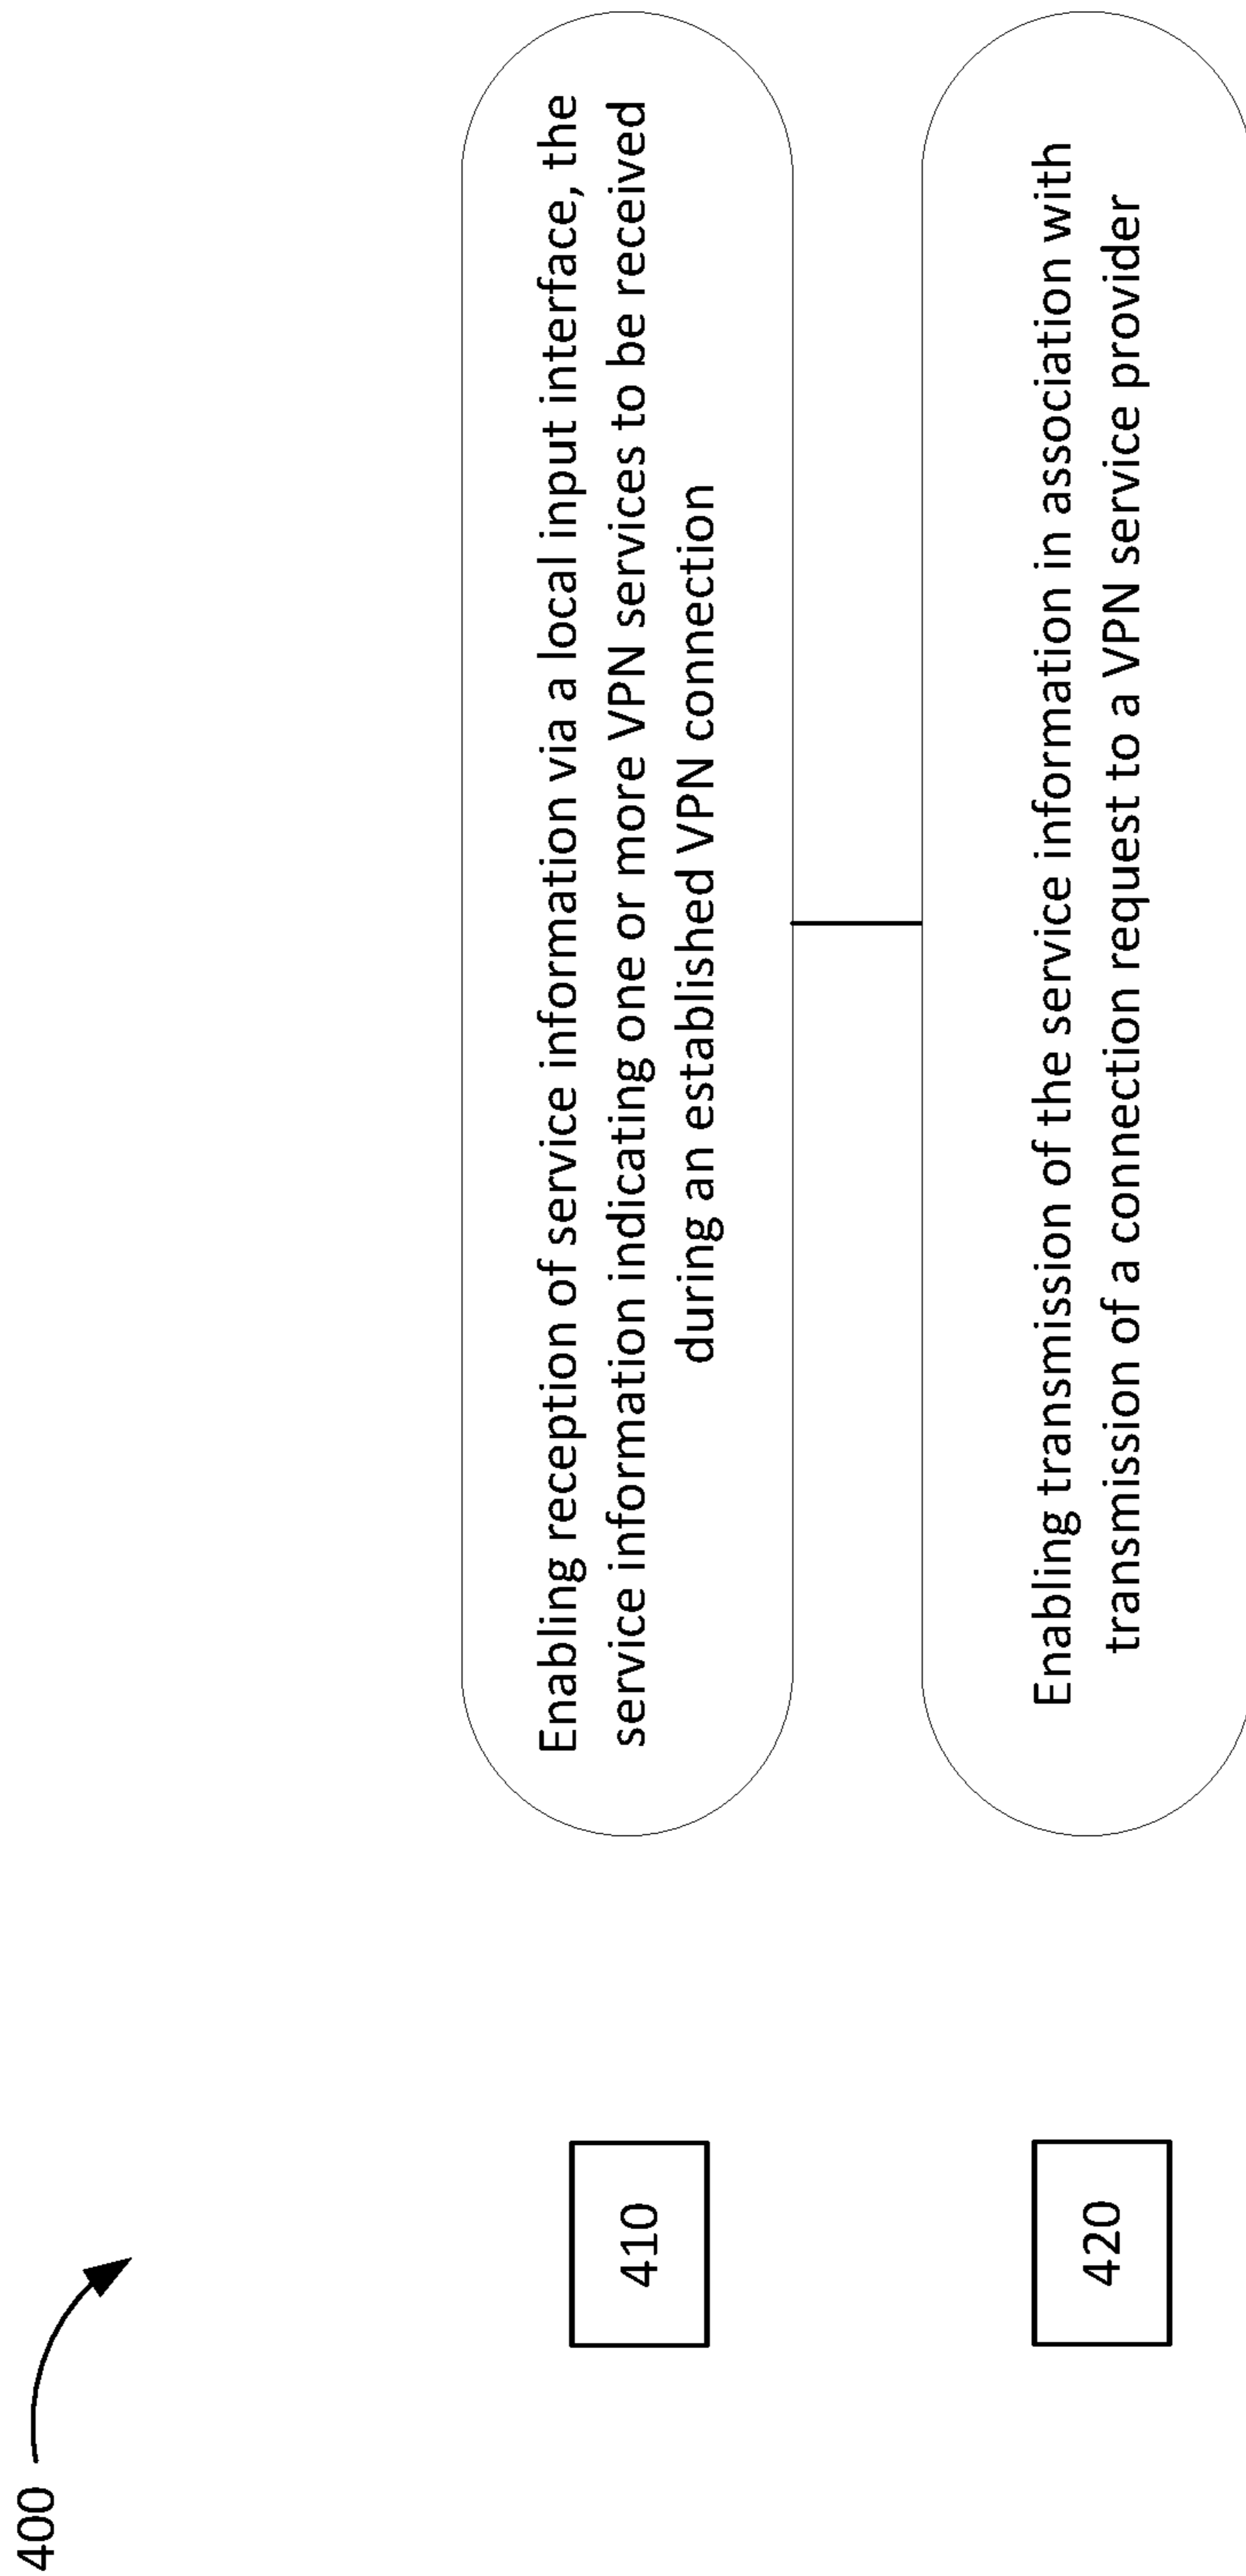 400
410
Enabling reception of service information via a local input interface, the
service information indicating one or more VPN services to be received
during an established VPN connection
420
Enabling transmission of the service information in association with
transmission of a connection request to a VPN service provider